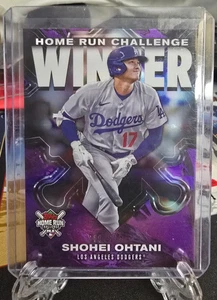 HOME RUN CHALLENGE
WINNER
Dodgers
17
HOME RUN
SHOHEI OHTANI
LOS ANGELES DODGERS